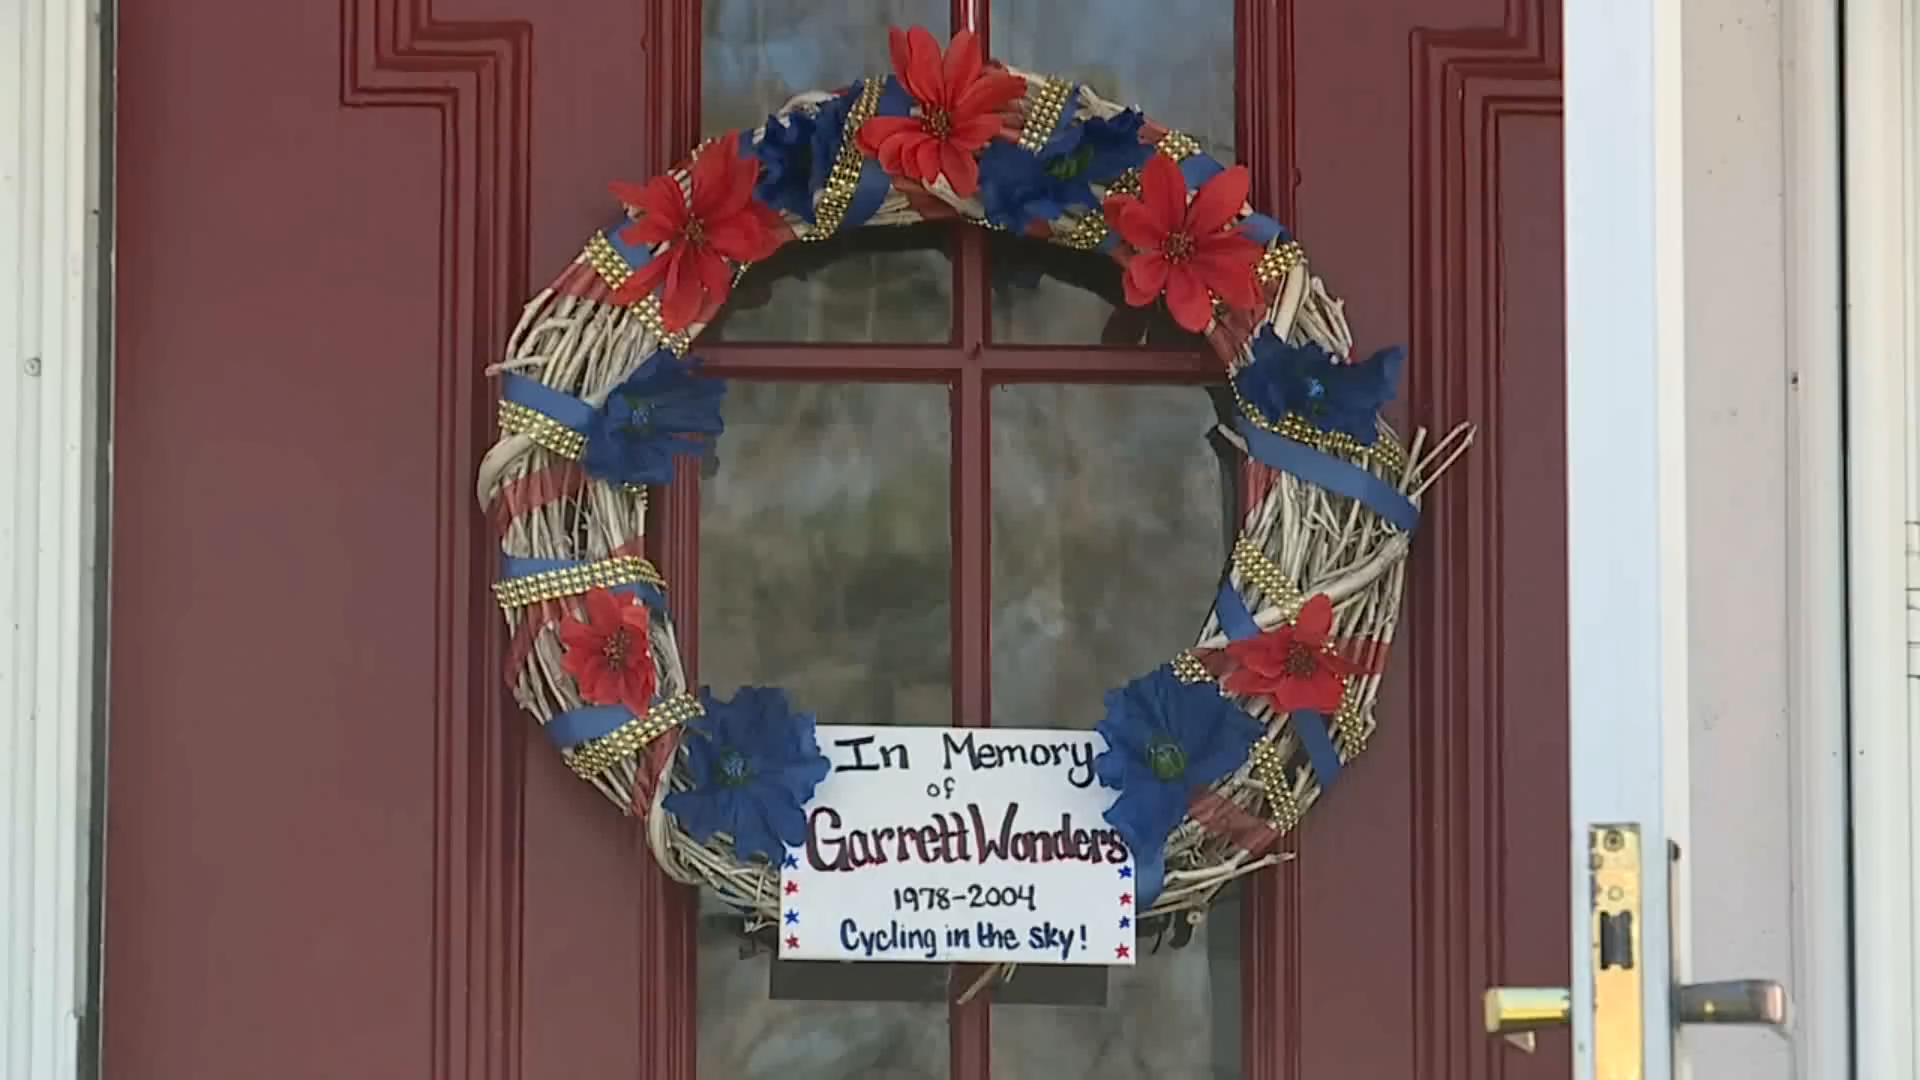 In Memory
of
Garrett Wonders
1978-2004
Cycling in the sky!